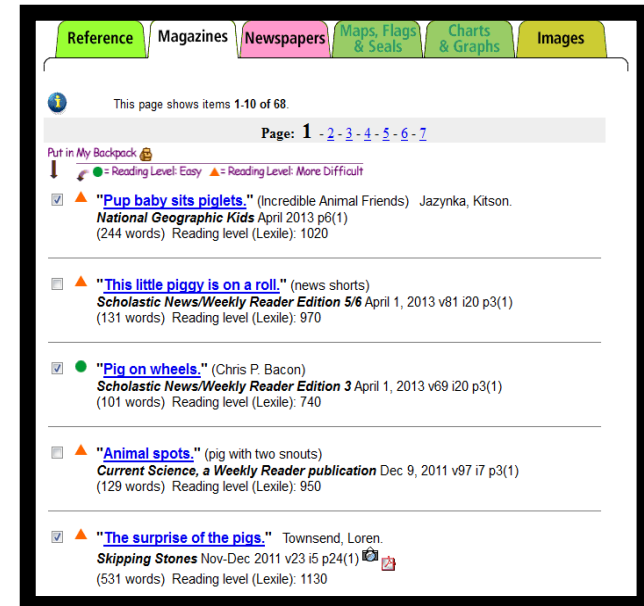 Reference Magazines Newspapers Maps, Flags & Seals Charts & Graphs Images
This page shows items 1-10 of 68.
Page: 1 - 2 - 3 - 4 - 5 - 6 - 7
Put in My Backpack
= Reading Level: Easy = Reading Level: More Difficult
"Pup baby sits piglets." (Incredible Animal Friends) Jazynka, Kitson.
National Geographic Kids April 2013 p6(1)
(244 words) Reading level (Lexile): 1020
"This little piggy is on a roll." (news shorts)
Scholastic News/Weekly Reader Edition 5/6 April 1, 2013 v81 i20 p3(1)
(131 words) Reading level (Lexile): 970
"Pig on wheels." (Chris P. Bacon)
Scholastic News/Weekly Reader Edition 3 April 1, 2013 v69 i20 p3(1)
(101 words) Reading level (Lexile): 740
"Animal spots." (pig with two snouts)
Current Science, a Weekly Reader publication Dec 9, 2011 v97 i7 p3(1)
(129 words) Reading level (Lexile): 950
"The surprise of the pigs." Townsend, Loren.
Skipping Stones Nov-Dec 2011 v23 i5 p24(1)
(531 words) Reading level (Lexile): 1130